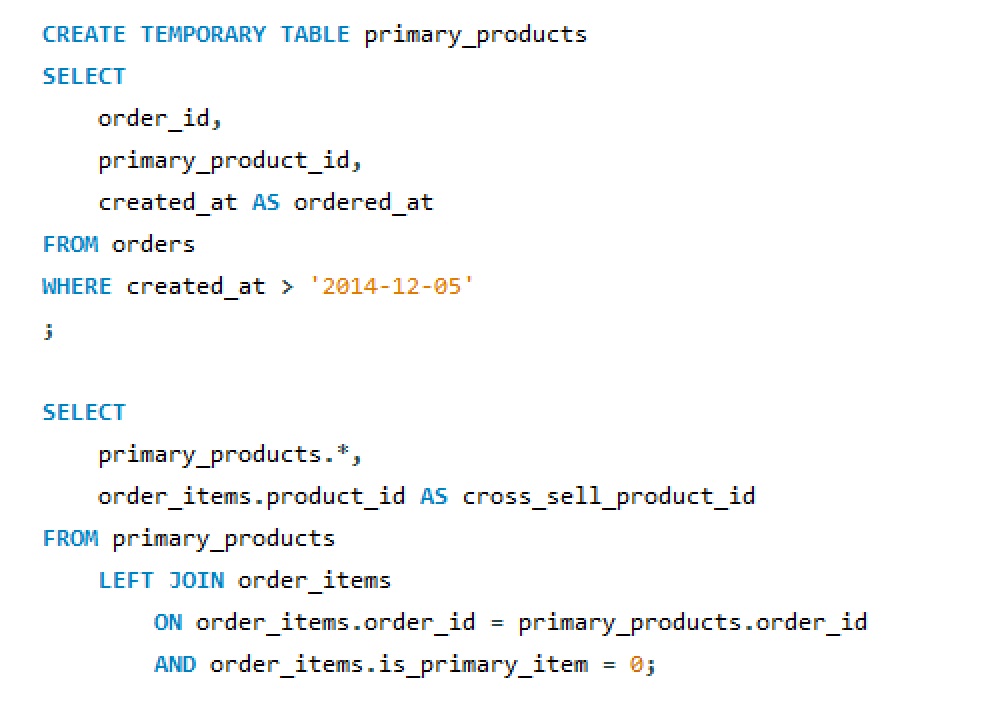 CREATE TEMPORARY TABLE primary_products
SELECT
    order_id,
    primary_product_id,
    created_at AS ordered_at
FROM orders
WHERE created_at > '2014-12-05'
;

SELECT
    primary_products.*,
    order_items.product_id AS cross_sell_product_id
FROM primary_products
    LEFT JOIN order_items
        ON order_items.order_id = primary_products.order_id
        AND order_items.is_primary_item = 0;